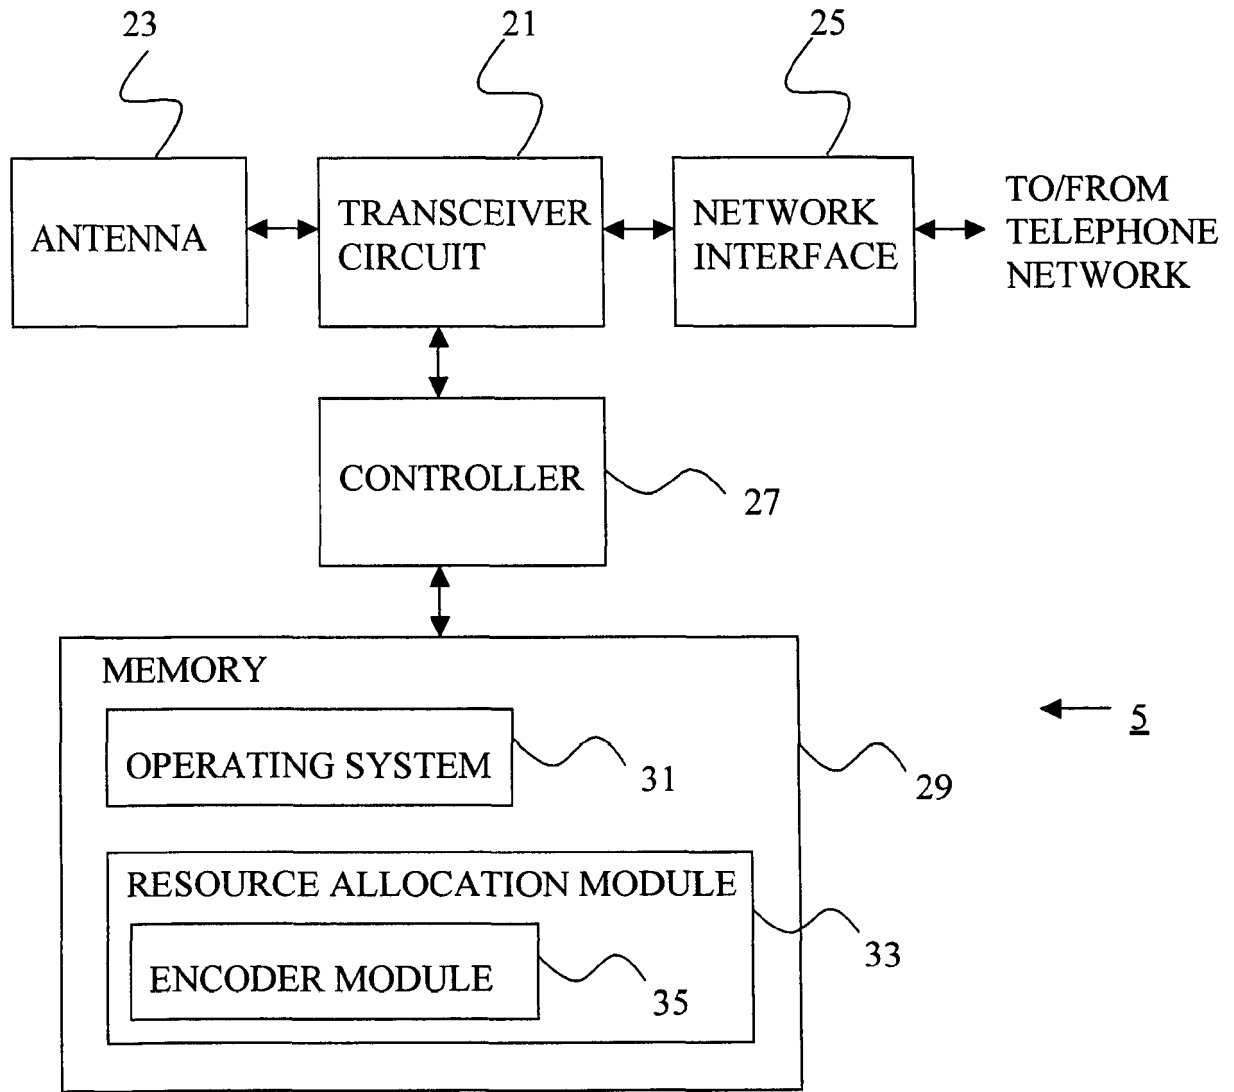 23
21
25
ANTENNA
TRANSCEIVER
CIRCUIT
NETWORK
INTERFACE
TO/FROM
TELEPHONE
NETWORK
CONTROLLER
27
MEMORY
OPERATING SYSTEM
31
29
5
RESOURCE ALLOCATION MODULE
33
ENCODER MODULE
35